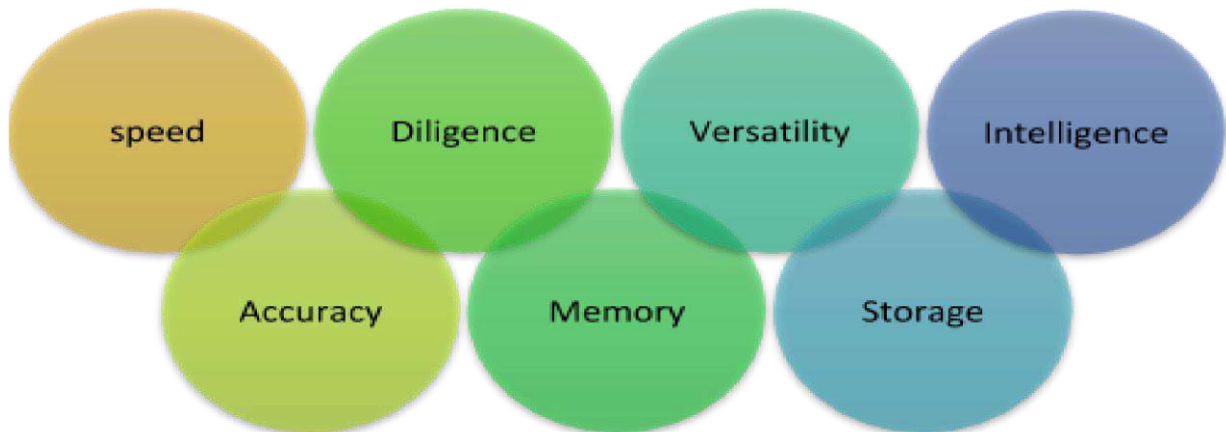 speed
Diligence
Versatility
Intelligence
Accuracy
Memory
Storage